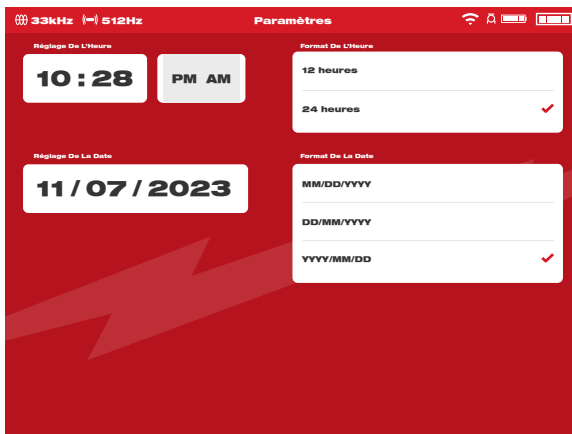 33kHz 512Hz Paramètres
Réglage De L'Heure
10 : 28
PM AM
Format De L'Heure
12 heures
24 heures
Réglage De La Date
11 / 07 / 2023
Format De La Date
MM/DD/YYYY
DD/MM/YYYY
YYYY/MM/DD